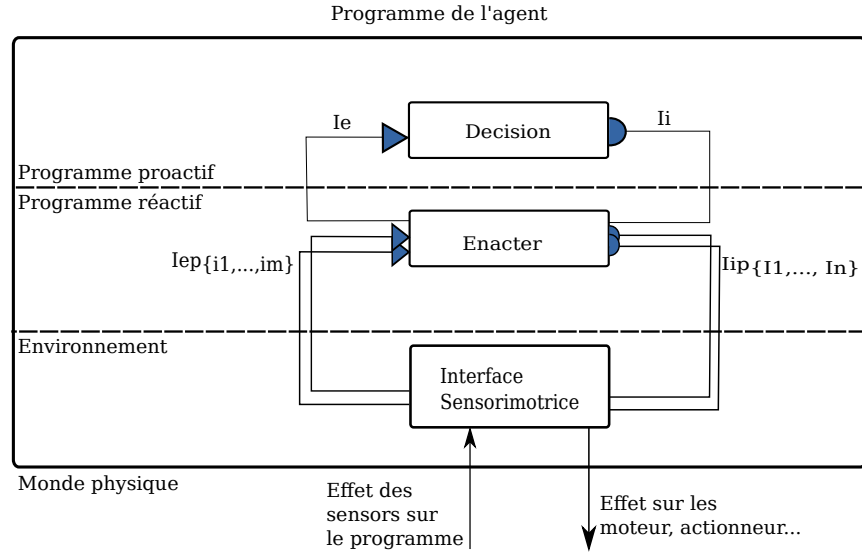 Programme de l'agent
Ie
Decision
Ii
Programme proactif
Programme réactif
Enacter
Iep{i1,...,im}
Iip{I1,..., In}
Environnement
Interface
Sensorimotrice
Monde physique
Effet des
sensors sur
le programme
Effet sur les
moteur, actionneur...